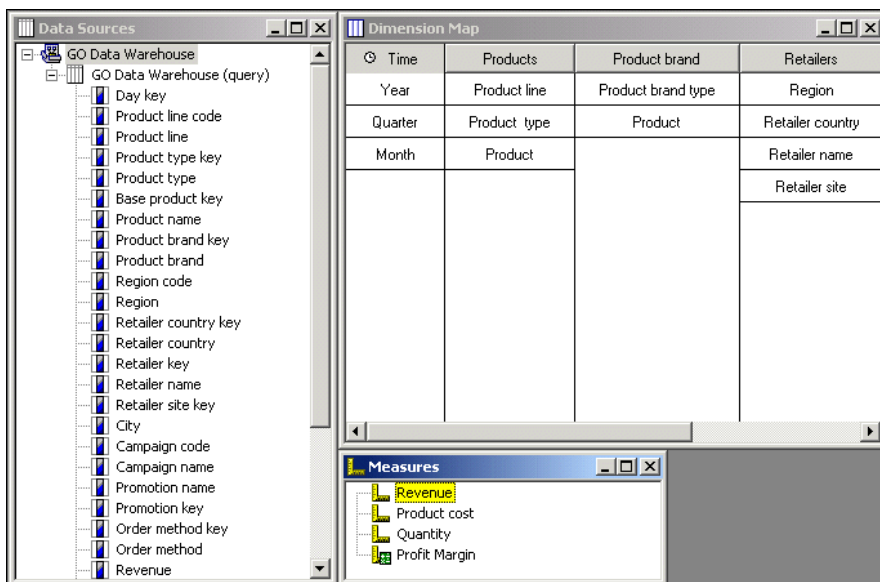 Data Sources
GO Data Warehouse
GO Data Warehouse (query)
Day key
Product line code
Product line
Product type key
Product type
Base product key
Product name
Product brand key
Product brand
Region code
Region
Retailer country key
Retailer country
Retailer key
Retailer name
Retailer site key
City
Campaign code
Campaign name
Promotion name
Promotion key
Order method key
Order method
Revenue
Dimension Map
Time Products Product brand Retailers
Year Product line Product brand type Region
Quarter Product type Product Retailer country
Month Product Retailer name
Retailer site
Measures
Revenue
Product cost
Quantity
Profit Margin